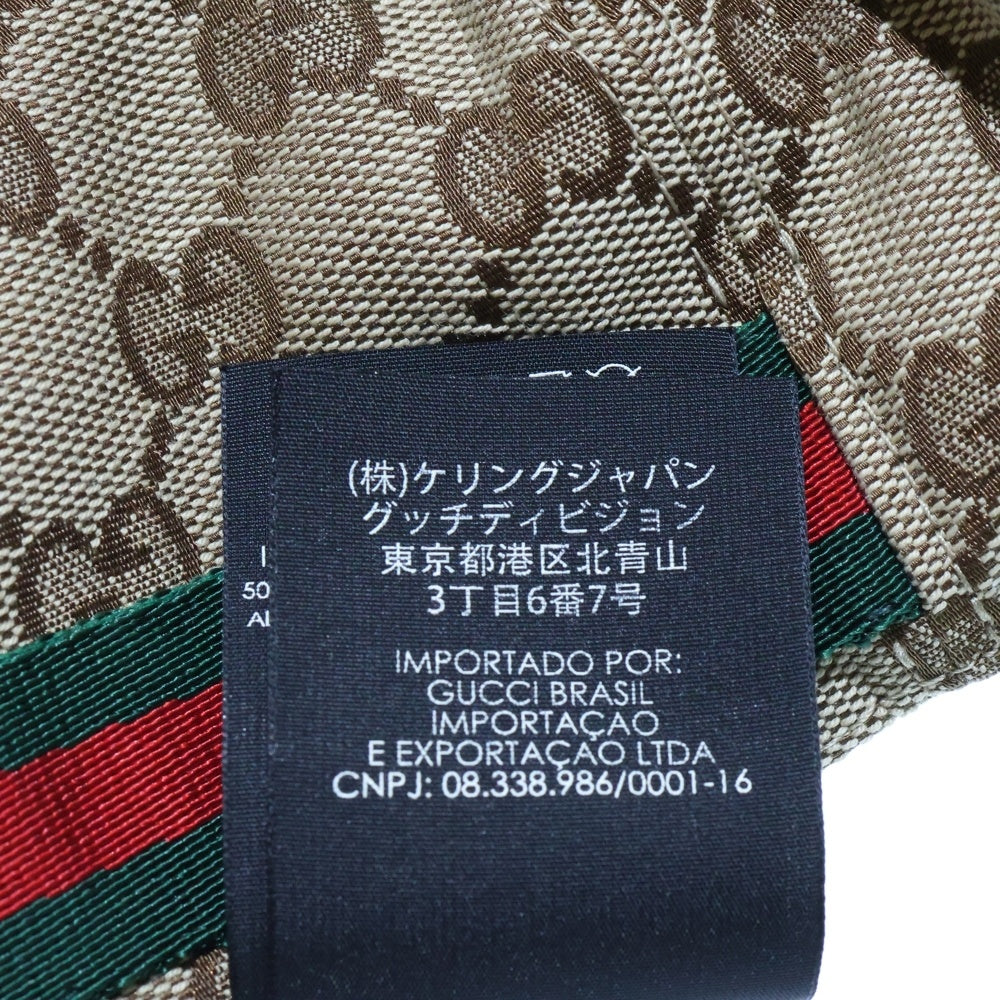 (株)ケリングジャパン
グッチディビジョン
東京都港区北青山
3丁目6番7号
IMPORTADO POR:
GUCCI BRASIL
IMPORTAÇAO
E EXPORTAÇAO LTDA
CNPJ: 08.338.986/0001-16
50